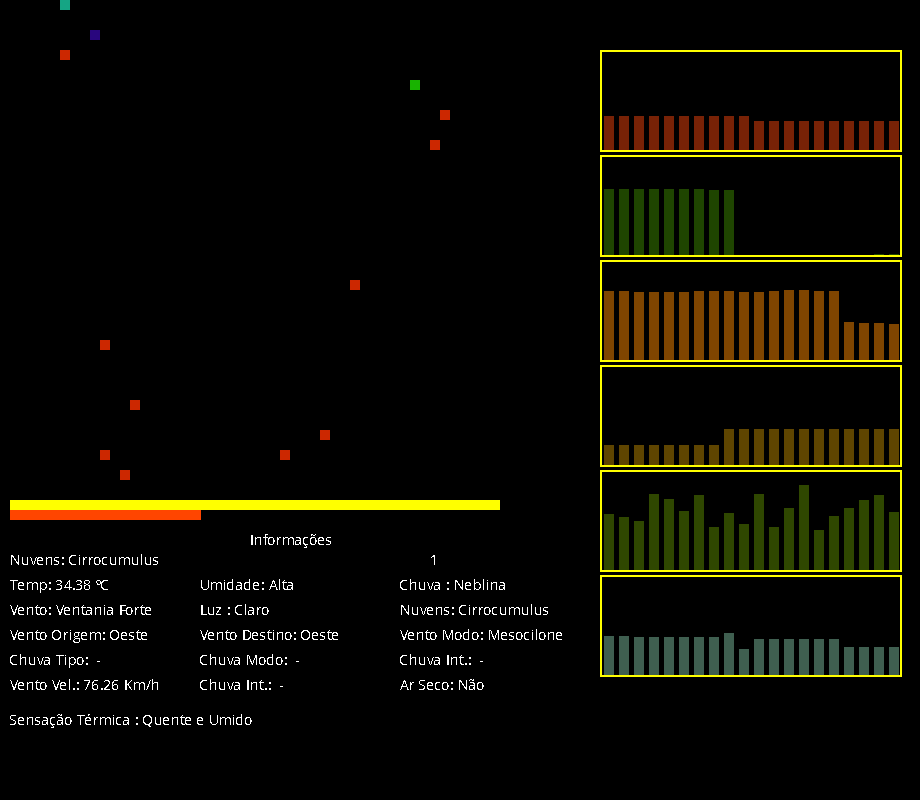 Informações
Nuvens: Cirrocumulus 1
Temp: 34.38 ºC Umidade: Alta Chuva : Neblina
Vento: Ventania Forte Luz : Claro Nuvens: Cirrocumulus
Vento Origem: Oeste Vento Destino: Oeste Vento Modo: Mesocilone
Chuva Tipo: - Chuva Modo: - Chuva Int.: -
Vento Vel.: 76.26 Km/h Chuva Int.: - Ar Seco: Não
Sensação Térmica : Quente e Umido